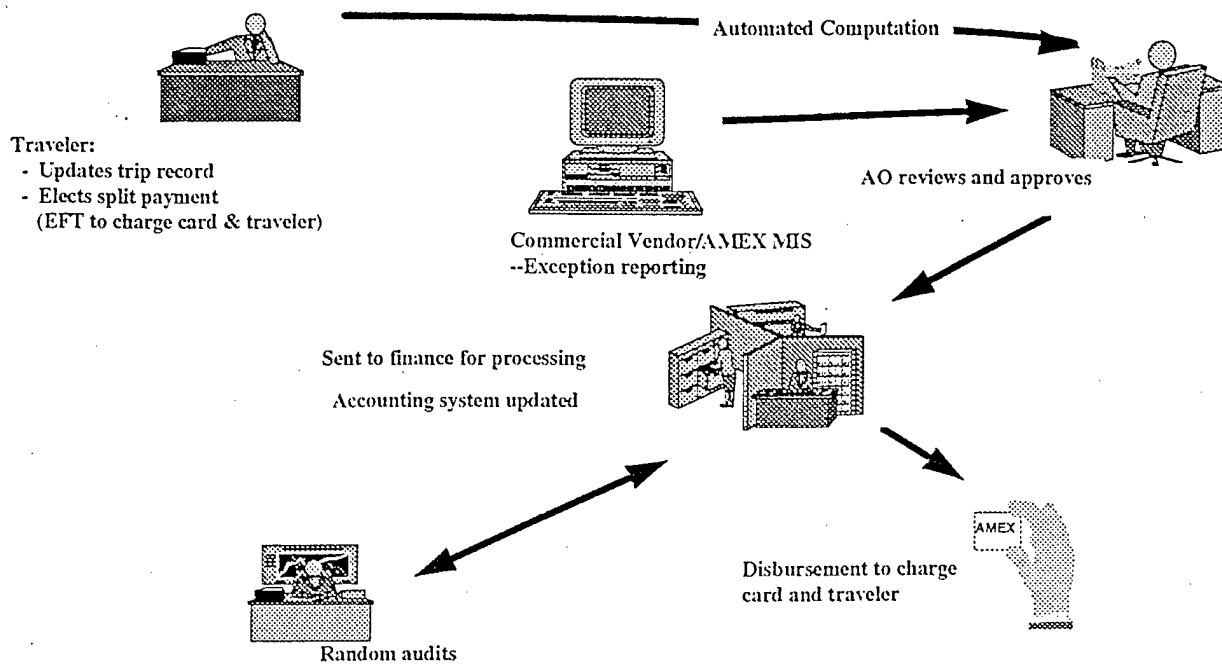 Automated Computation
Traveler:
- Updates trip record
- Elects split payment
(EFT to charge card & traveler)
AO reviews and approves
Commercial Vendor/AMEX MIS
--Exception reporting
Sent to finance for processing
Accounting system updated
AMEX
Disbursement to charge
card and traveler
Random audits